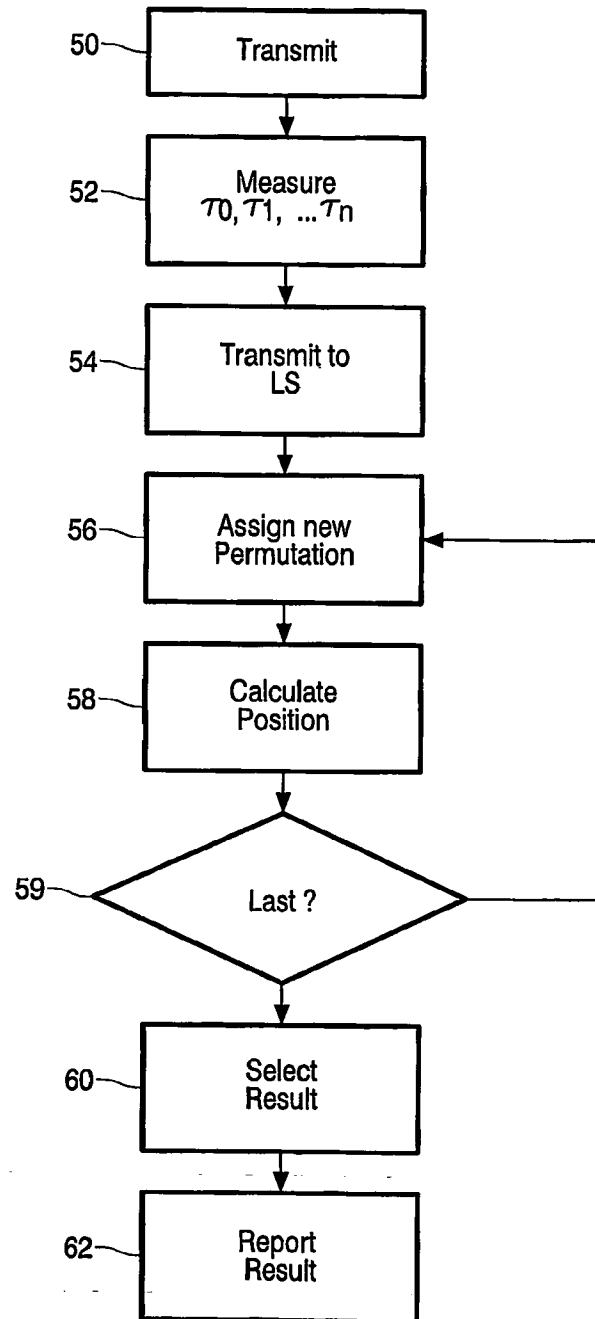 50
Transmit
52
Measure
τ0, τ1, ...τn
54
Transmit to
LS
56
Assign new
Permutation
58
Calculate
Position
59
Last ?
60
Select
Result
62
Report
Result